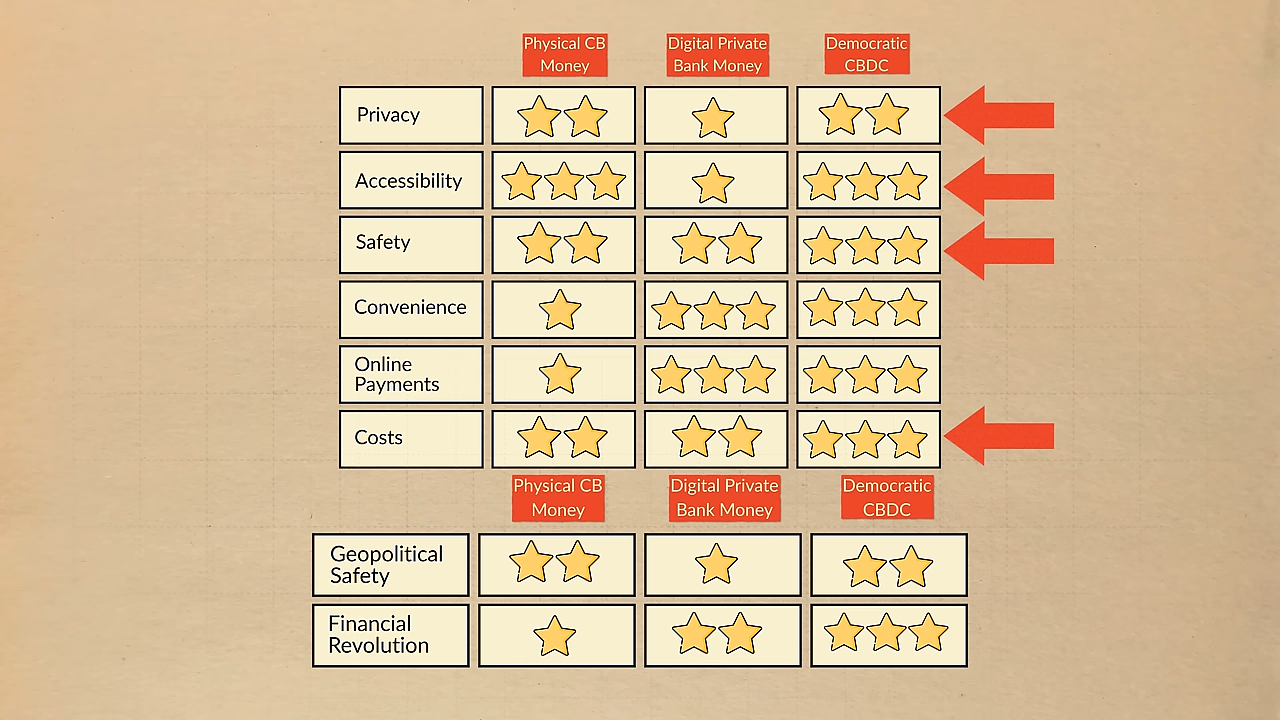 Physical CB
Money
Digital Private
Bank Money
Democratic
CBDC
Privacy
Accessibility
Safety
Convenience
Online
Payments
Costs
Physical CB
Money
Digital Private
Bank Money
Democratic
CBDC
Geopolitical
Safety
Financial
Revolution